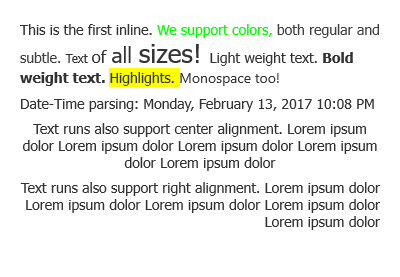 This is the first inline. We support colors, both regular and
subtle. Text of all sizes! Light weight text. Bold
weight text. Highlights. Monospace too!
Date-Time parsing: Monday, February 13, 2017 10:08 PM
Text runs also support center alignment. Lorem ipsum
dolor Lorem ipsum dolor Lorem ipsum dolor Lorem ipsum
dolor Lorem ipsum dolor
Text runs also support right alignment. Lorem ipsum dolor
Lorem ipsum dolor Lorem ipsum dolor Lorem ipsum dolor
Lorem ipsum dolor